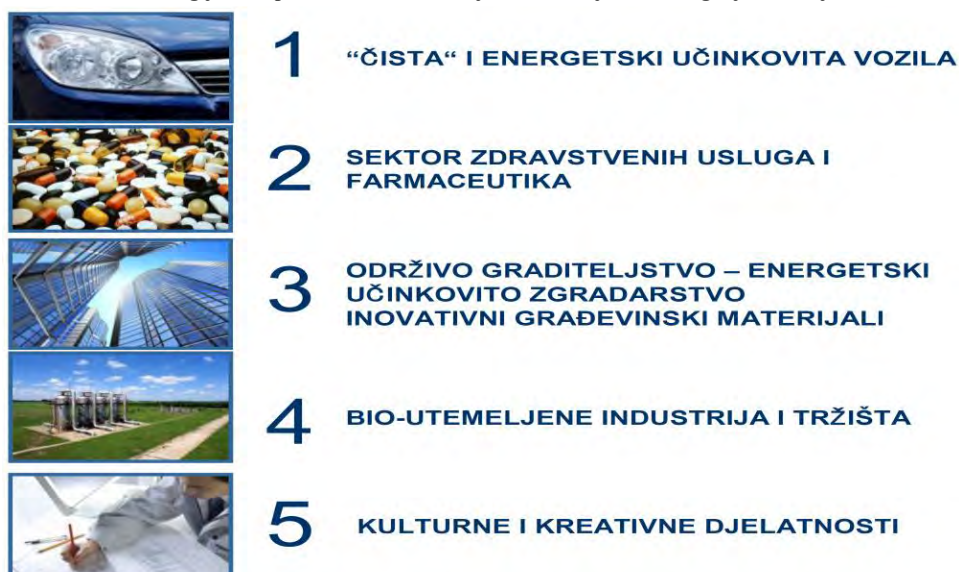 1 “ČISTA“ I ENERGETSKI UČINKOVITA VOZILA
2 SEKTOR ZDRAVSTVENIH USLUGA I
FARMACEUTIKA
3 ODRŽIVO GRADITELJSTVO – ENERGETSKI
UČINKOVITO ZGRADARSTVO
INOVATIVNI GRAĐEVINSKI MATERIJALI
4 BIO-UTEMELJENE INDUSTRIJA I TRŽIŠTA
5 KULTURNE I KREATIVNE DJELATNOSTI